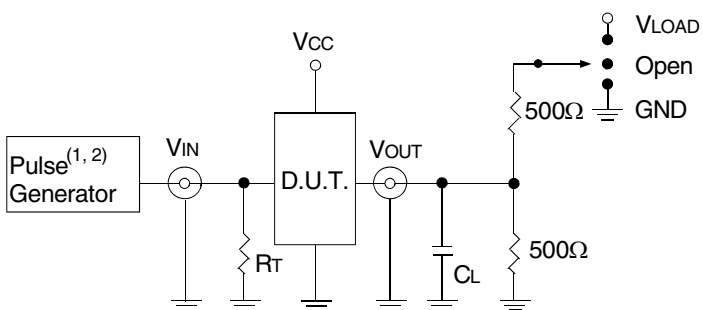 VLOAD
VCC
Open
500Ω
GND
Pulse(1, 2)
Generator
VIN
D.U.T.
VOUT
RT
CL
500Ω